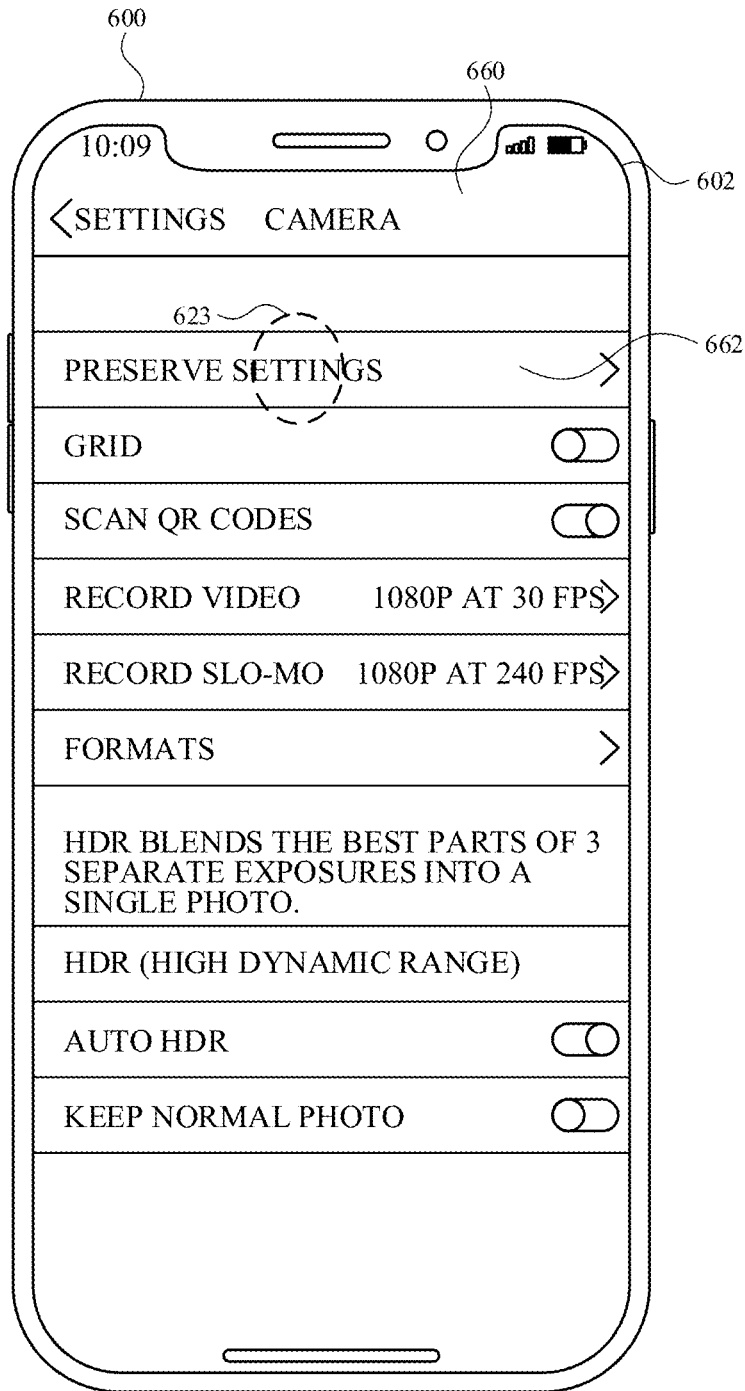 600
660
10:09
602
SETTINGS CAMERA
623
662
PRESERVE SETTINGS
GRID
SCAN QR CODES
RECORD VIDEO 1080P AT 30 FPS
RECORD SLO-MO 1080P AT 240 FPS
FORMATS
HDR BLENDS THE BEST PARTS OF 3
SEPARATE EXPOSURES INTO A
SINGLE PHOTO.
HDR (HIGH DYNAMIC RANGE)
AUTO HDR
KEEP NORMAL PHOTO